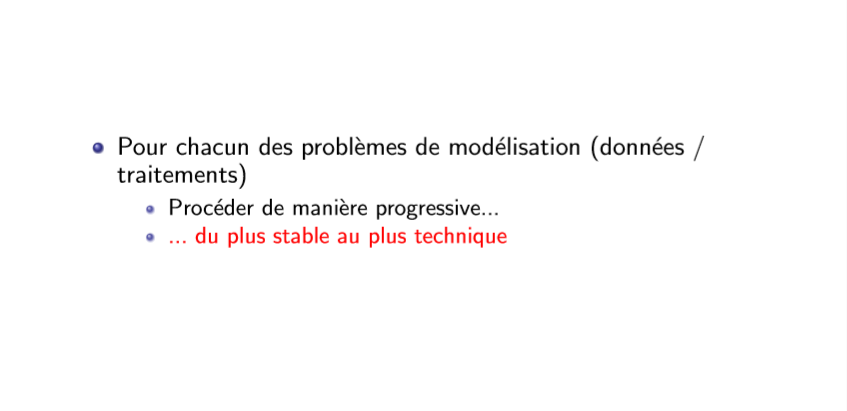 Pour chacun des problèmes de modélisation (données /
traitements)
Procéder de manière progressive...
... du plus stable au plus technique